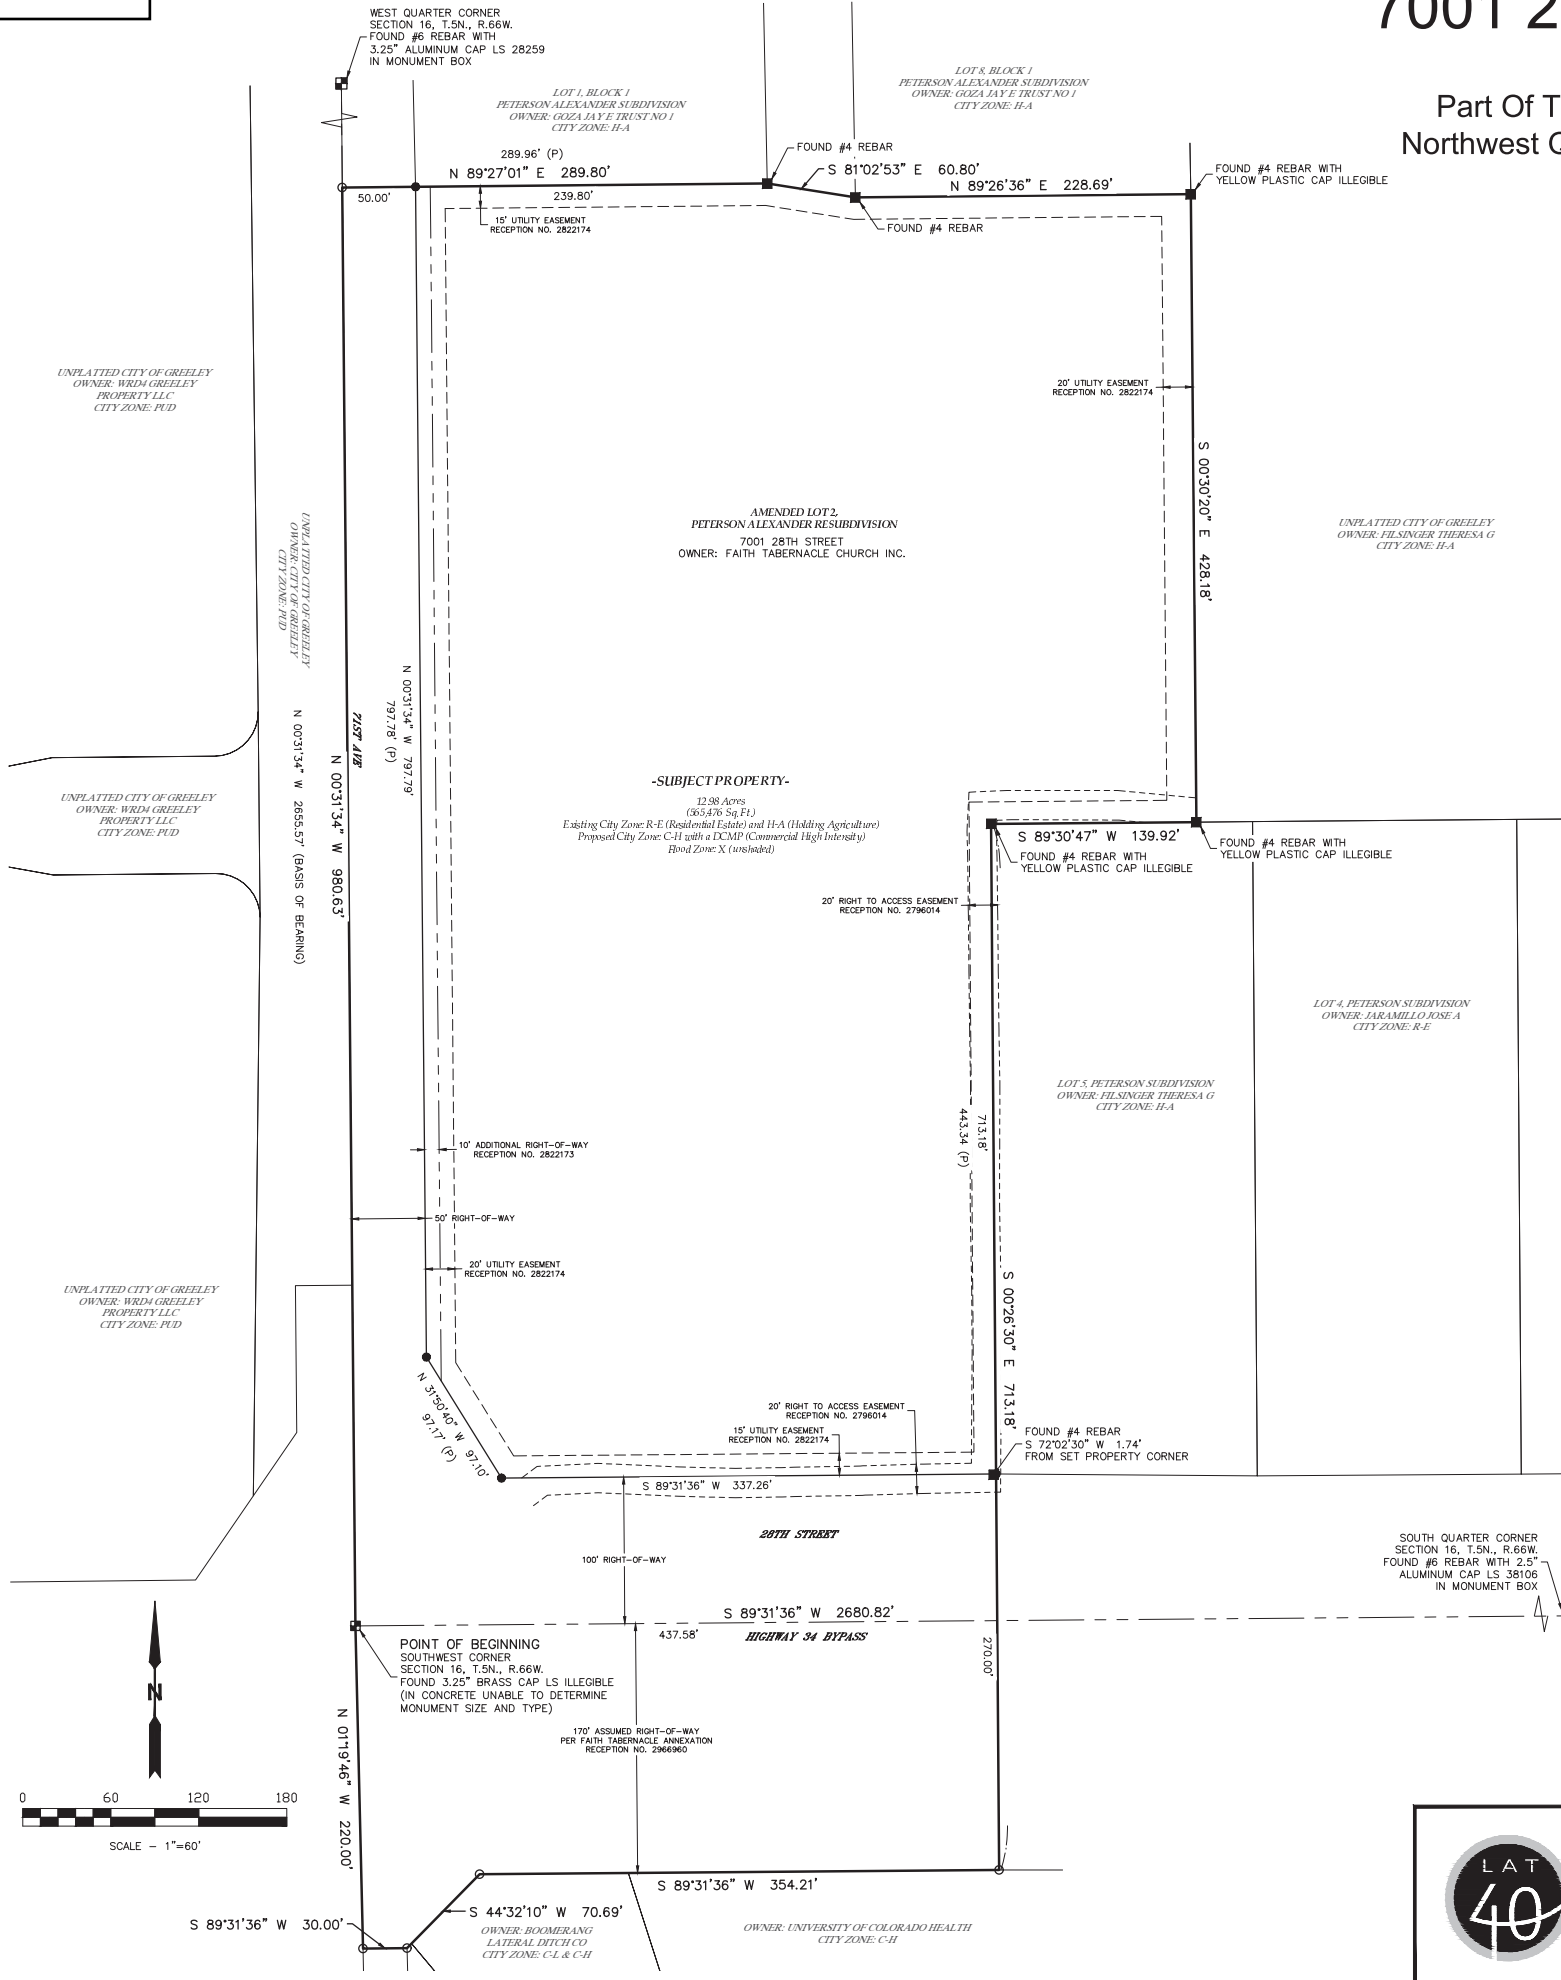 7001 2
Part Of T
Northwest Q
WEST QUARTER CORNER
SECTION 16, T.5N., R.66W.
FOUND #6 REBAR WITH
3.25" ALUMINUM CAP LS 28259
IN MONUMENT BOX
LOT 1, BLOCK 1
PETERSON ALEXANDER SUBDIVISION
OWNER: GOZA JAY E TRUST NO 1
CITY ZONE: H-A
LOT 8, BLOCK 1
PETERSON ALEXANDER SUBDIVISION
OWNER: GOZA JAY E TRUST NO 1
CITY ZONE: H-A
289.96' (P)
N 89°27'01" E 289.80'
50.00'
239.80'
FOUND #4 REBAR
S 81°02'53" E 60.80'
N 89°26'36" E 228.69'
FOUND #4 REBAR WITH
YELLOW PLASTIC CAP ILLEGIBLE
FOUND #4 REBAR
15' UTILITY EASEMENT
RECEPTION NO. 2822174
UNPLATTED CITY OF GREELEY
OWNER: WRD4 GREELEY
PROPERTY LLC
CITY ZONE: PUD
20' UTILITY EASEMENT
RECEPTION NO. 2822174
S 00°30'20" E 428.18'
AMENDED LOT 2,
PETERSON ALEXANDER RESUBDIVISION
7001 28TH STREET
OWNER: FAITH TABERNACLE CHURCH INC.
UNPLATTED CITY OF GREELEY
OWNER: FILSINGER THERESA G
CITY ZONE: H-A
UNPLATTED CITY OF GREELEY
OWNER: CITY OF GREELEY
CITY ZONE: PUD
N 00°31'34" W 2655.57' (BASIS OF BEARING)
N 00°31'34" W 980.63'
71ST AVE
N 00°31'34" W 797.79'
797.78' (P)
UNPLATTED CITY OF GREELEY
OWNER: WRD4 GREELEY
PROPERTY LLC
CITY ZONE: PUD
-SUBJECT PROPERTY-
12.98 Acres
(565,476 Sq. Ft.)
Existing City Zone: R-E (Residential Estate) and H-A (Holding Agriculture)
Proposed City Zone: C-H with a DCMP (Commercial High Intensity)
Flood Zone: X (unshaded)
S 89°30'47" W 139.92'
FOUND #4 REBAR WITH
YELLOW PLASTIC CAP ILLEGIBLE
FOUND #4 REBAR WITH
YELLOW PLASTIC CAP ILLEGIBLE
20' RIGHT TO ACCESS EASEMENT
RECEPTION NO. 2796014
LOT 4, PETERSON SUBDIVISION
OWNER: JARAMILLO JOSE A
CITY ZONE: R-E
LOT 5, PETERSON SUBDIVISION
OWNER: FILSINGER THERESA G
CITY ZONE: H-A
713.18'
443.34 (P)
10' ADDITIONAL RIGHT-OF-WAY
RECEPTION NO. 2822173
50' RIGHT-OF-WAY
20' UTILITY EASEMENT
RECEPTION NO. 2822174
UNPLATTED CITY OF GREELEY
OWNER: WRD4 GREELEY
PROPERTY LLC
CITY ZONE: PUD
S 00°26'30" E 713.18'
N 31°50'40" W 97.10'
97.17' (P)
20' RIGHT TO ACCESS EASEMENT
RECEPTION NO. 2796014
15' UTILITY EASEMENT
RECEPTION NO. 2822174
FOUND #4 REBAR
S 72°02'30" W 1.74'
FROM SET PROPERTY CORNER
S 89°31'36" W 337.26'
28TH STREET
100' RIGHT-OF-WAY
SOUTH QUARTER CORNER
SECTION 16, T.5N., R.66W.
FOUND #6 REBAR WITH 2.5"
ALUMINUM CAP LS 38106
IN MONUMENT BOX
S 89°31'36" W 2680.82'
437.58'
HIGHWAY 34 BYPASS
270.00'
POINT OF BEGINNING
SOUTHWEST CORNER
SECTION 16, T.5N., R.66W.
FOUND 3.25" BRASS CAP LS ILLEGIBLE
(IN CONCRETE UNABLE TO DETERMINE
MONUMENT SIZE AND TYPE)
N
N 01°19'46" W 220.00'
170' ASSUMED RIGHT-OF-WAY
PER FAITH TABERNACLE ANNEXATION
RECEPTION NO. 2966960
0 60 120 180
SCALE - 1"=60'
S 89°31'36" W 354.21'
S 44°32'10" W 70.69'
S 89°31'36" W 30.00'
OWNER: BOOMERANG
LATERAL DITCH CO
CITY ZONE: C-L & C-H
OWNER: UNIVERSITY OF COLORADO HEALTH
CITY ZONE: C-H
LAT
40